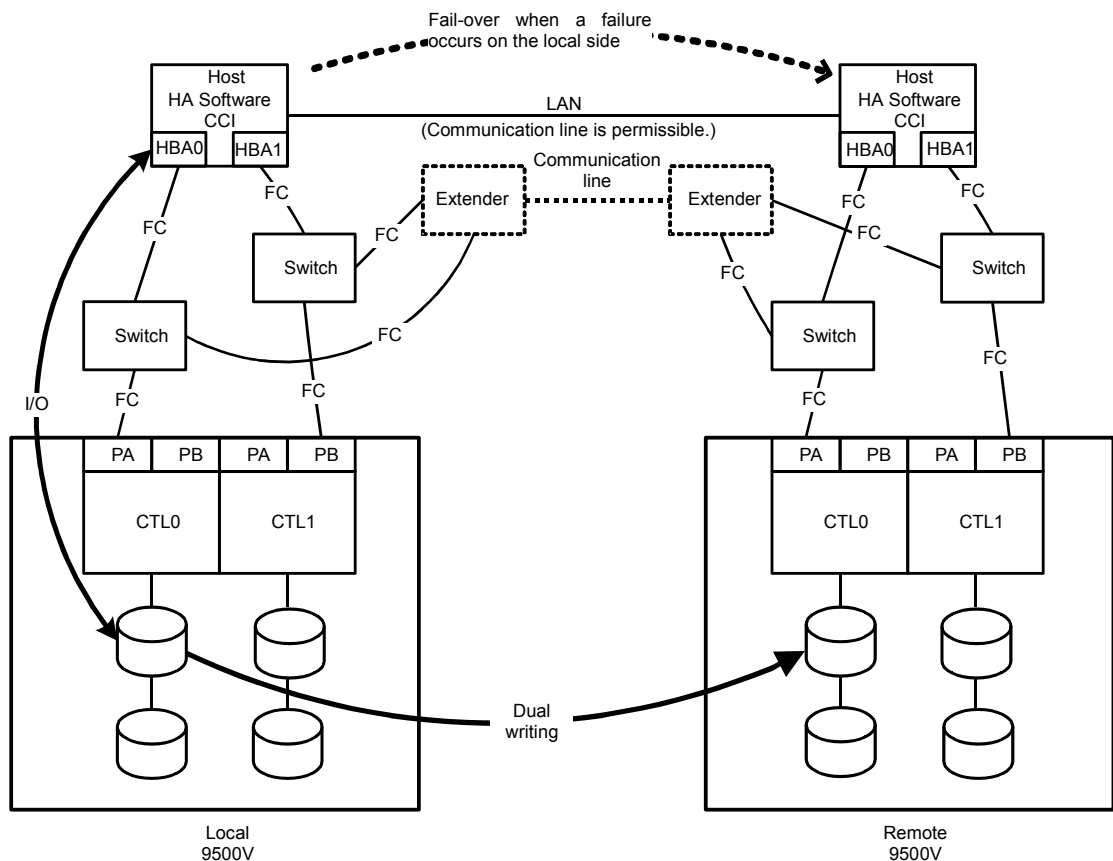 Fail-over when a failure
occurs on the local side
Host
HA Software
CCI
HBA0
HBA1
LAN
(Communication line is permissible.)
Host
HA Software
CCI
HBA0
HBA1
Communication
line
Extender
Extender
FC
FC
FC
FC
FC
FC
FC
FC
Switch
Switch
Switch
Switch
FC
FC
FC
FC
FC
I/O
PA
PB
PA
PB
CTL0
CTL1
PA
PB
PA
PB
CTL0
CTL1
Dual
writing
Local
9500V
Remote
9500V